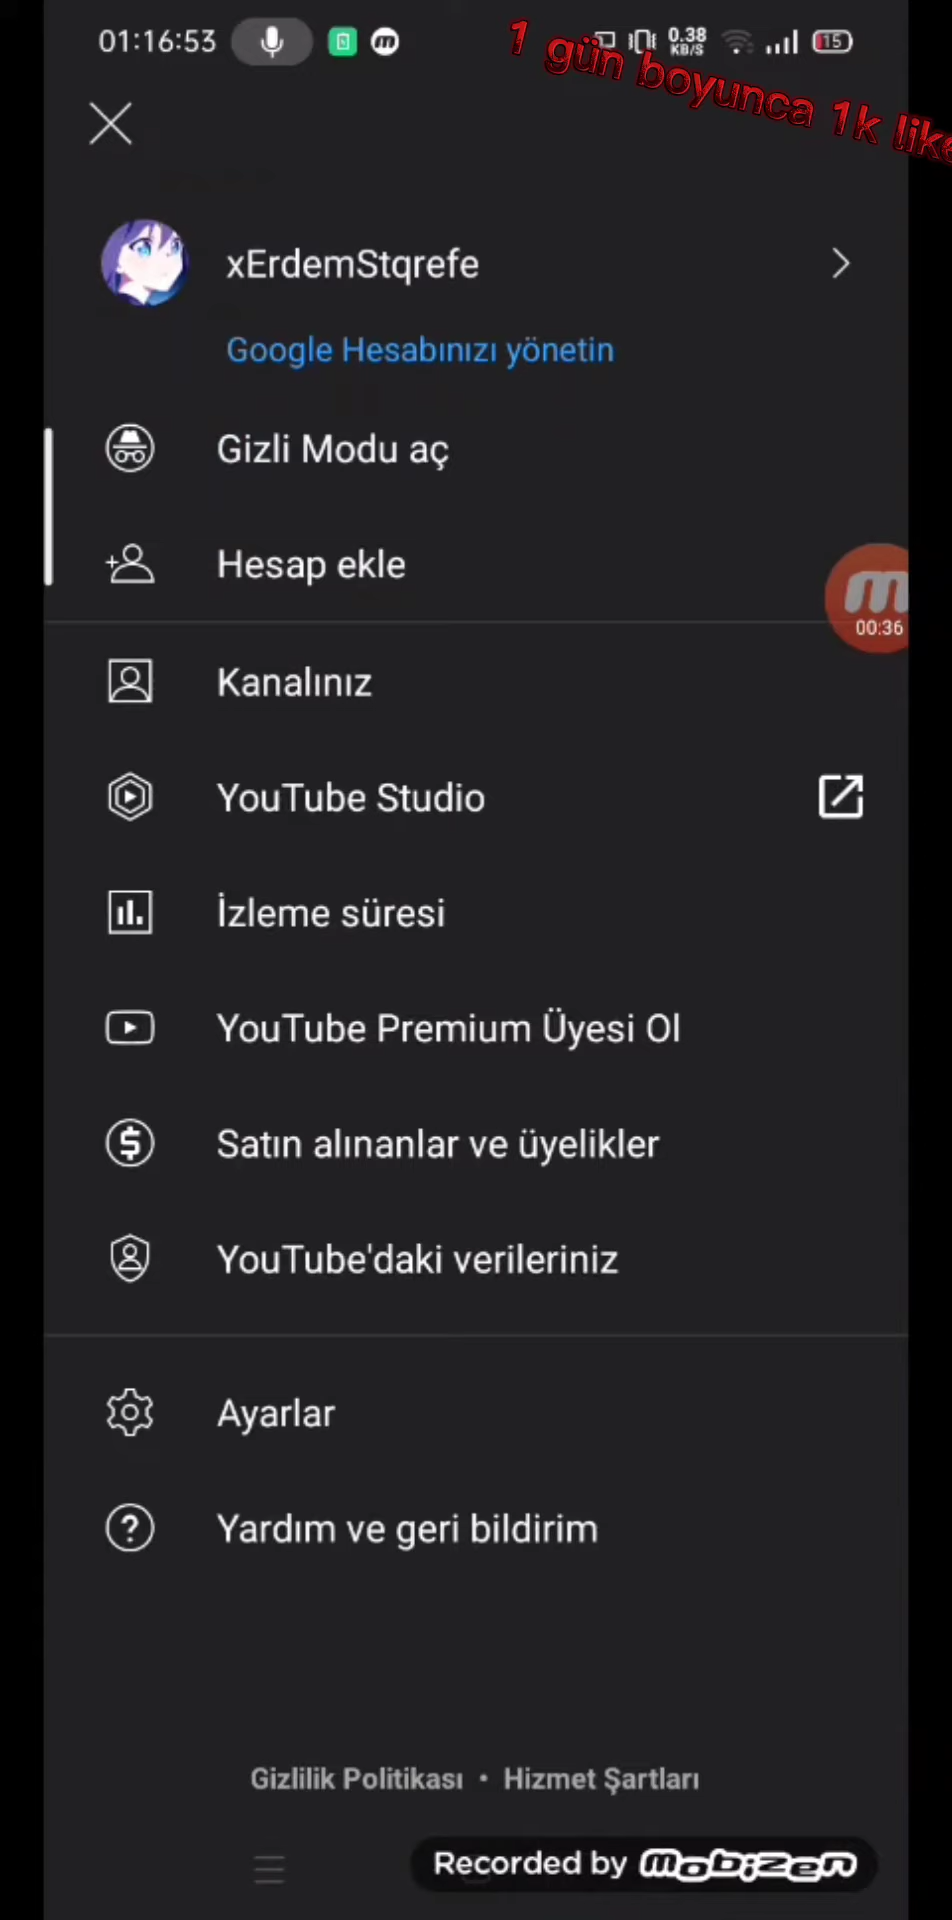 01:16:53
0.38
KB/S
15
1 gün boyunca 1k like
xErdemStqrefe
Google Hesabınızı yönetin
Gizli Modu aç
Hesap ekle
00:36
Kanalınız
YouTube Studio
İzleme süresi
YouTube Premium Üyesi Ol
Satın alınanlar ve üyelikler
YouTube'daki verileriniz
Ayarlar
Yardım ve geri bildirim
Gizlilik Politikası • Hizmet Şartları
Recorded by mobizen